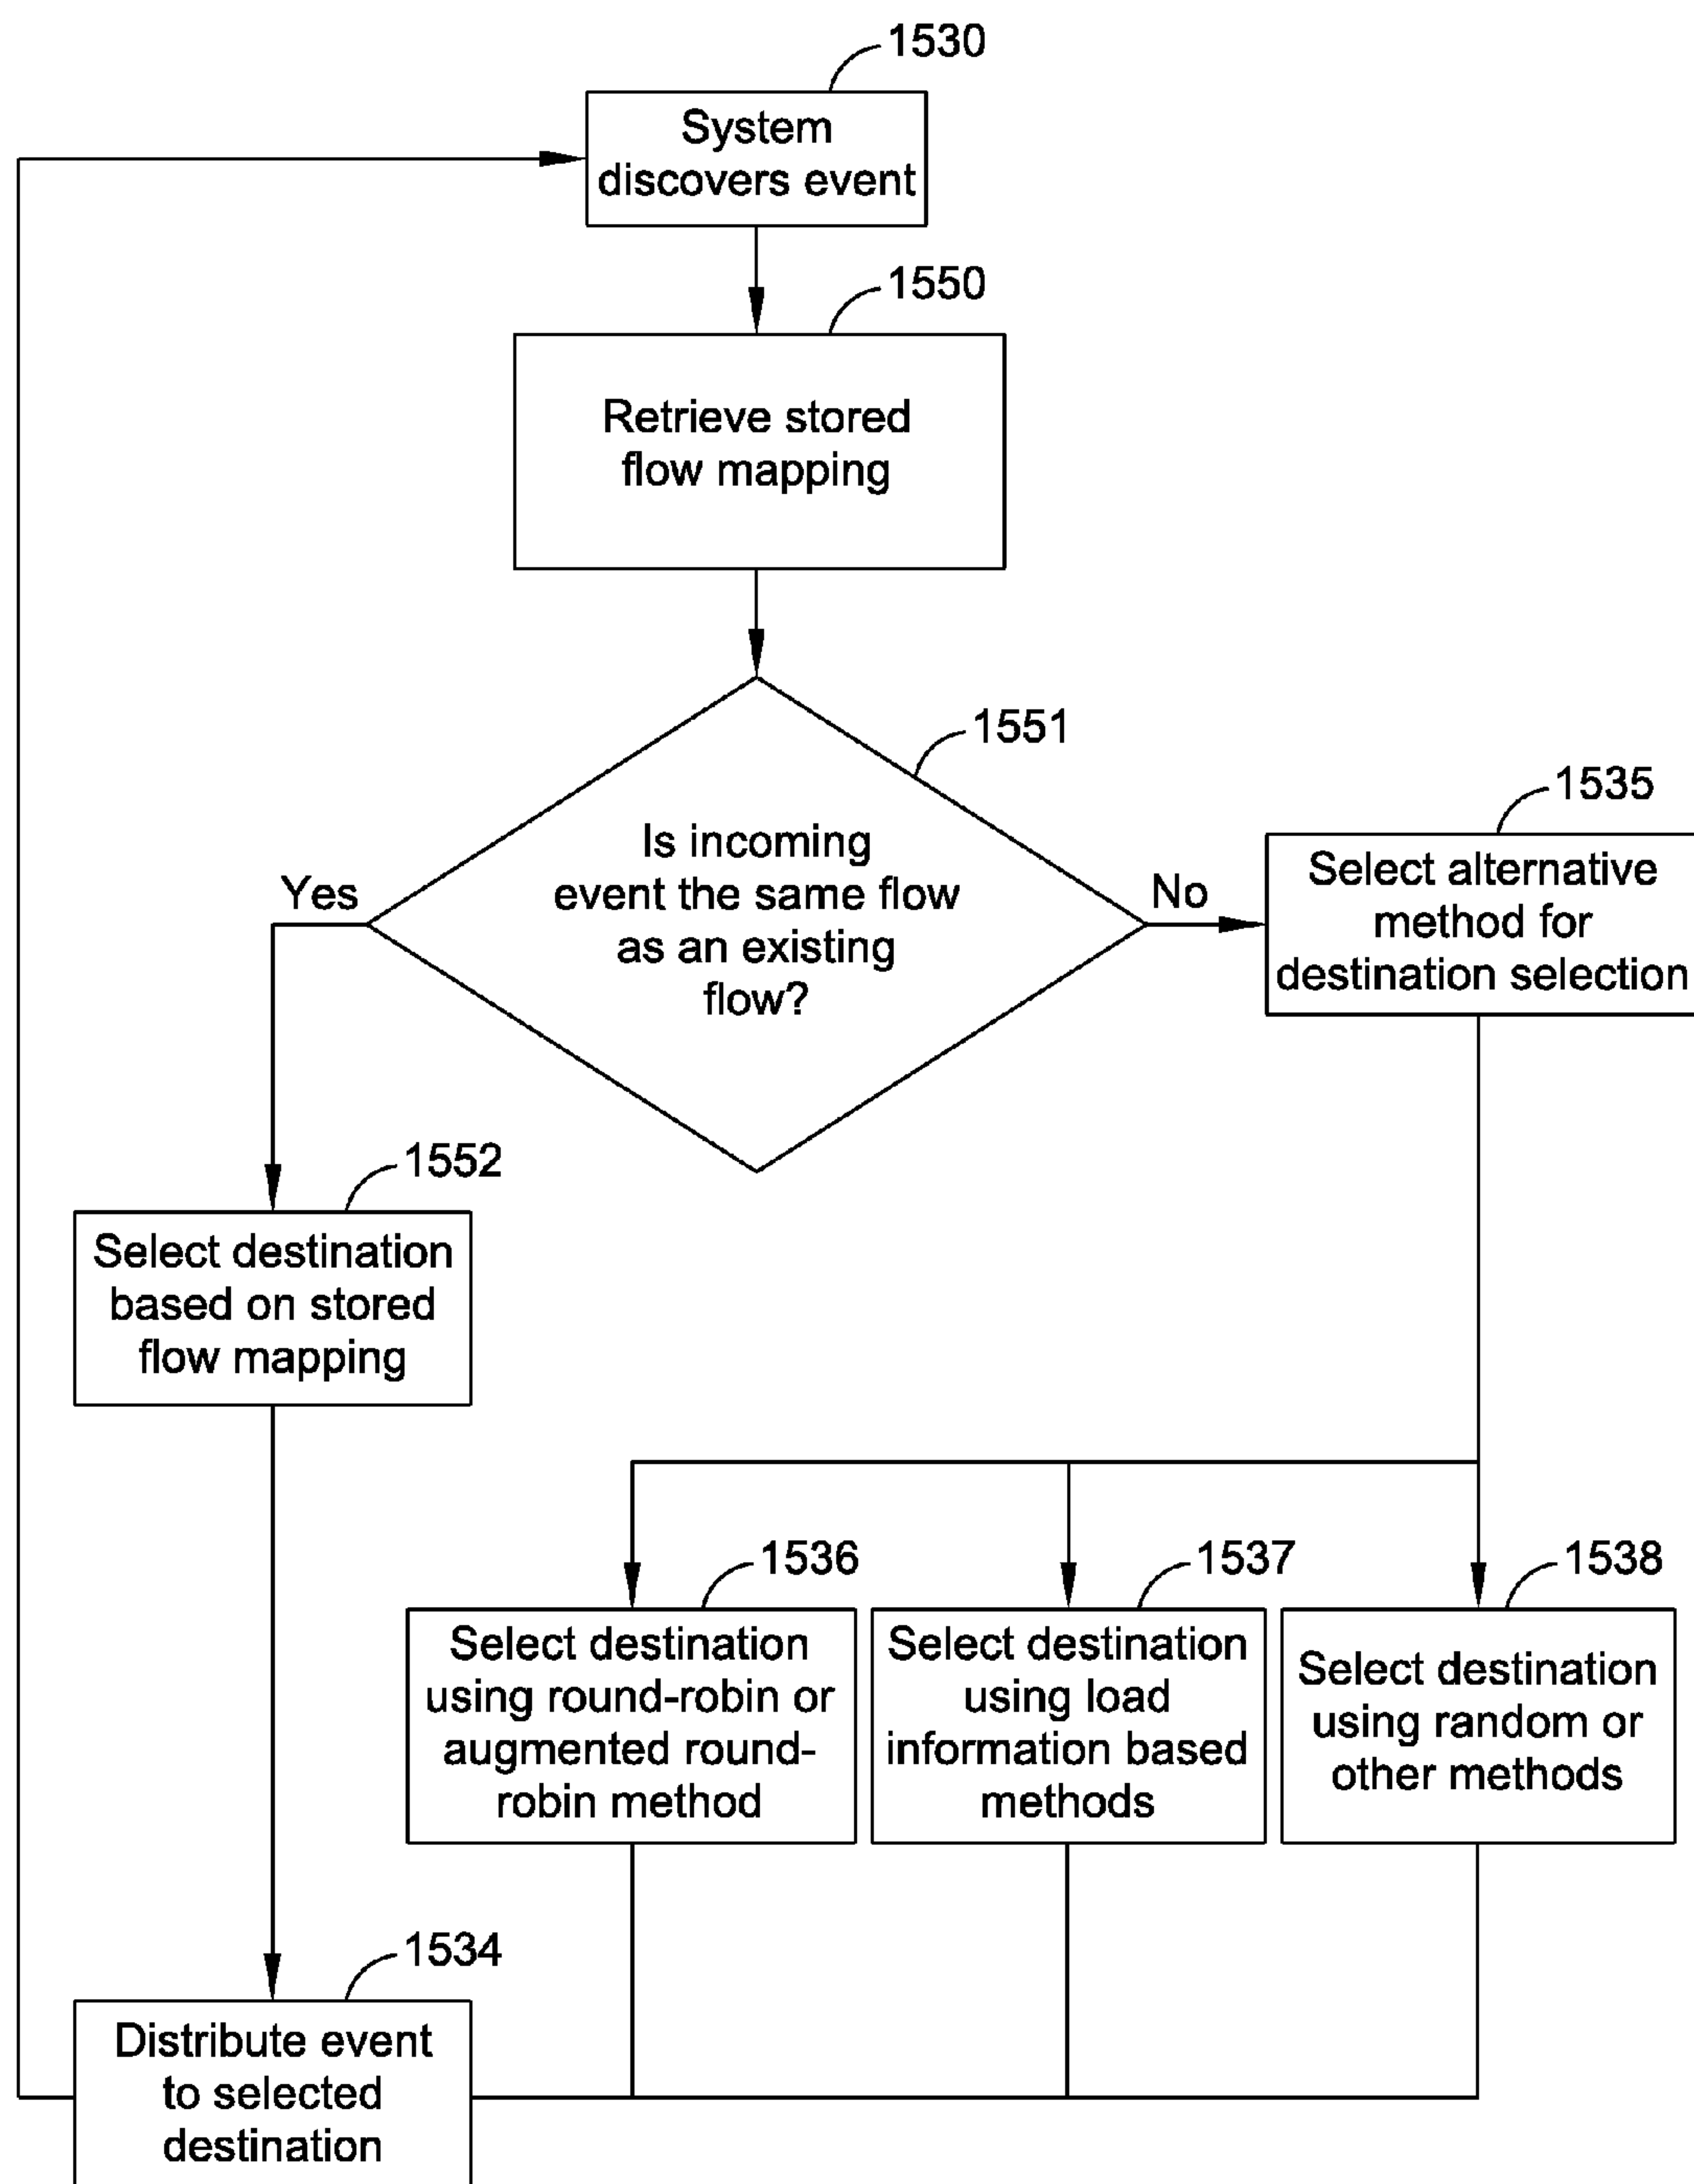 1530
System
discovers event
1550
Retrieve stored
flow mapping
1551
Is incoming
event the same flow
as an existing
flow?
Yes
No
1535
Select alternative
method for
destination selection
1552
Select destination
based on stored
flow mapping
1536
Select destination
using round-robin or
augmented round-
robin method
1537
Select destination
using load
information based
methods
1538
Select destination
using random or
other methods
1534
Distribute event
to selected
destination